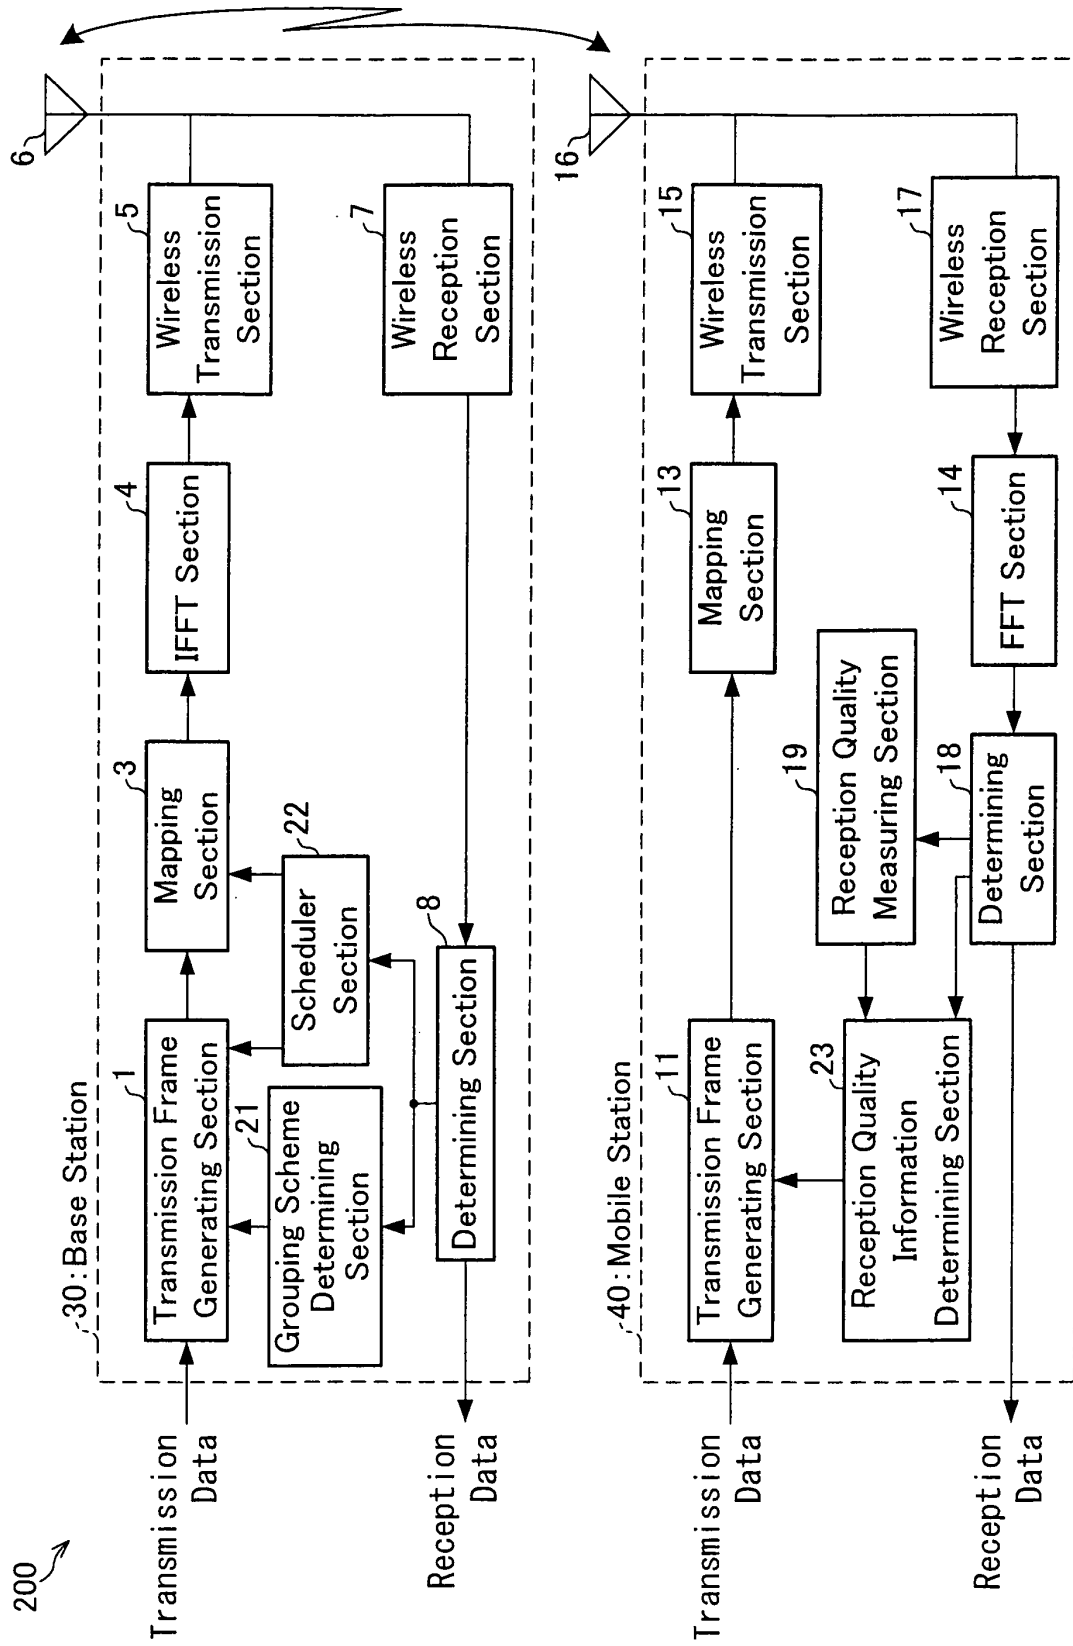 200
30:Base Station
Transmission
Data
1
Transmission Frame
Generating Section
3
Mapping
Section
4
IFFT Section
5
Wireless
Transmission
Section
6
21
Grouping Scheme
Determining
Section
22
Scheduler
Section
7
Wireless
Reception
Section
8
Determining Section
Reception
Data
40:Mobile Station
Transmission
Data
11
Transmission Frame
Generating Section
13
Mapping
Section
15
Wireless
Transmission
Section
16
23
Reception Quality
Information
Determining Section
19
Reception Quality
Measuring Section
18
Determining
Section
14
FFT Section
17
Wireless
Reception
Section
Reception
Data